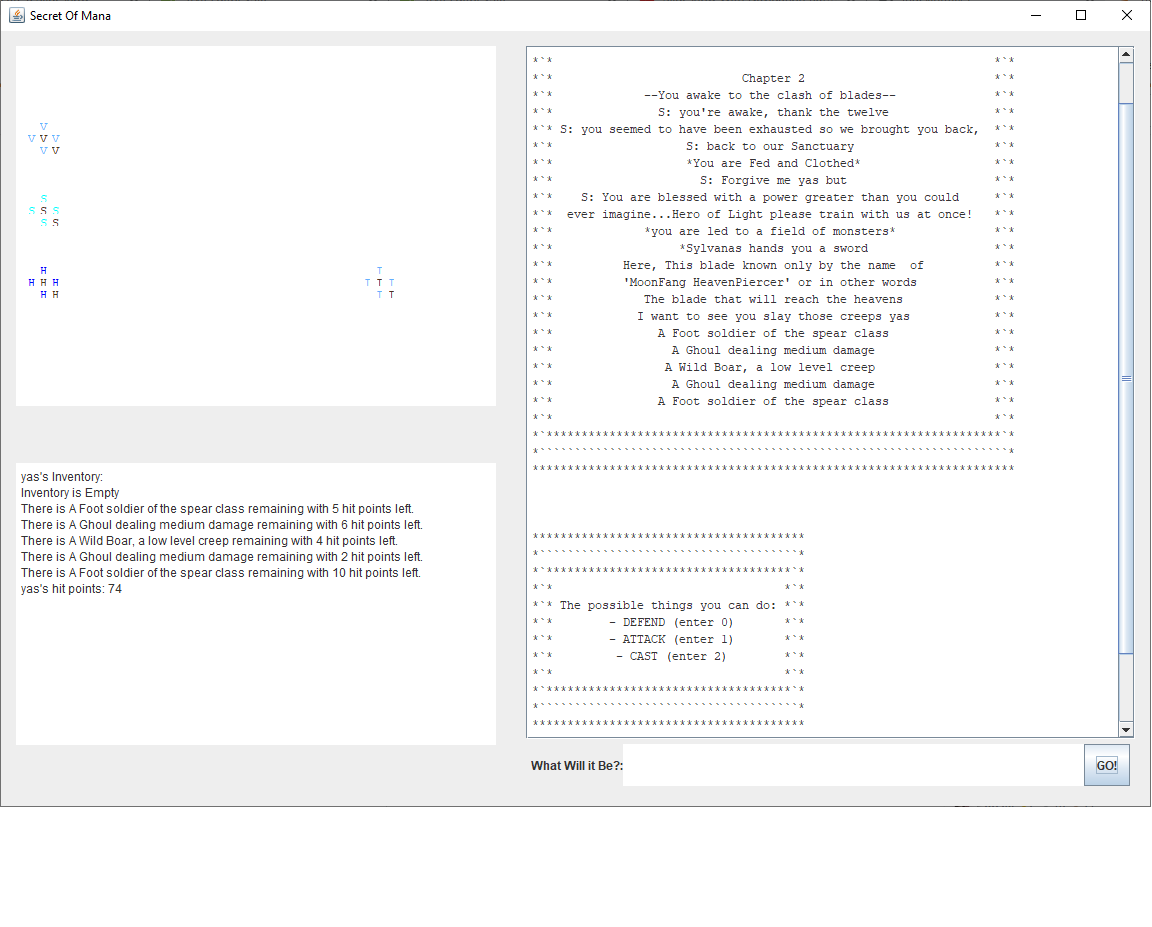 Secret Of Mana
V
V V V
V V
S
S S S
S S
H
H H H
H H
T
T T T
T T
yas's Inventory:
Inventory is Empty
There is A Foot soldier of the spear class remaining with 5 hit points left.
There is A Ghoul dealing medium damage remaining with 6 hit points left.
There is A Wild Boar, a low level creep remaining with 4 hit points left.
There is A Ghoul dealing medium damage remaining with 2 hit points left.
There is A Foot soldier of the spear class remaining with 10 hit points left.
yas's hit points: 74
*`* *`*
*`* Chapter 2 *`*
*`* --You awake to the clash of blades-- *`*
*`* S: you're awake, thank the twelve *`*
*`* S: you seemed to have been exhausted so we brought you back, *`*
*`* S: back to our Sanctuary *`*
*`* *You are Fed and Clothed* *`*
*`* S: Forgive me yas but *`*
*`* S: You are blessed with a power greater than you could *`*
*`* ever imagine...Hero of Light please train with us at once! *`*
*`* *you are led to a field of monsters* *`*
*`* *Sylvanas hands you a sword *`*
*`* Here, This blade known only by the name of *`*
*`* 'MoonFang HeavenPiercer' or in other words *`*
*`* The blade that will reach the heavens *`*
*`* I want to see you slay those creeps yas *`*
*`* A Foot soldier of the spear class *`*
*`* A Ghoul dealing medium damage *`*
*`* A Wild Boar, a low level creep *`*
*`* A Ghoul dealing medium damage *`*
*`* A Foot soldier of the spear class *`*
*`* *`*
*`*****************************************************************`*
*```````````````````````````````````````````````````````````````````*
*********************************************************************
***************************************
*`````````````````````````````````````*
*`***********************************`*
*`* *`*
*`* The possible things you can do: *`*
*`* - DEFEND (enter 0) *`*
*`* - ATTACK (enter 1) *`*
*`* - CAST (enter 2) *`*
*`* *`*
*`***********************************`*
*`````````````````````````````````````*
***************************************
What Will it Be?:
GO!